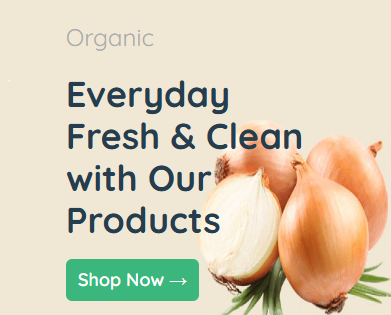 Organic
Everyday
Fresh & Clean
with Our
Products
Shop Now →